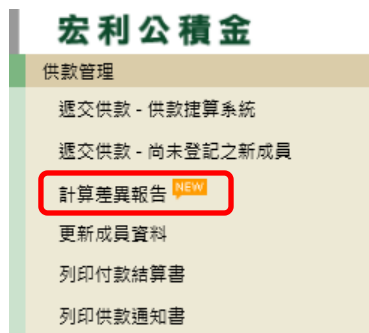 宏利公積金
供款管理
遞交供款 - 供款捷算系統
遞交供款 - 尚未登記之新成員
計算差異報告 NEW
更新成員資料
列印付款結算書
列印供款通知書